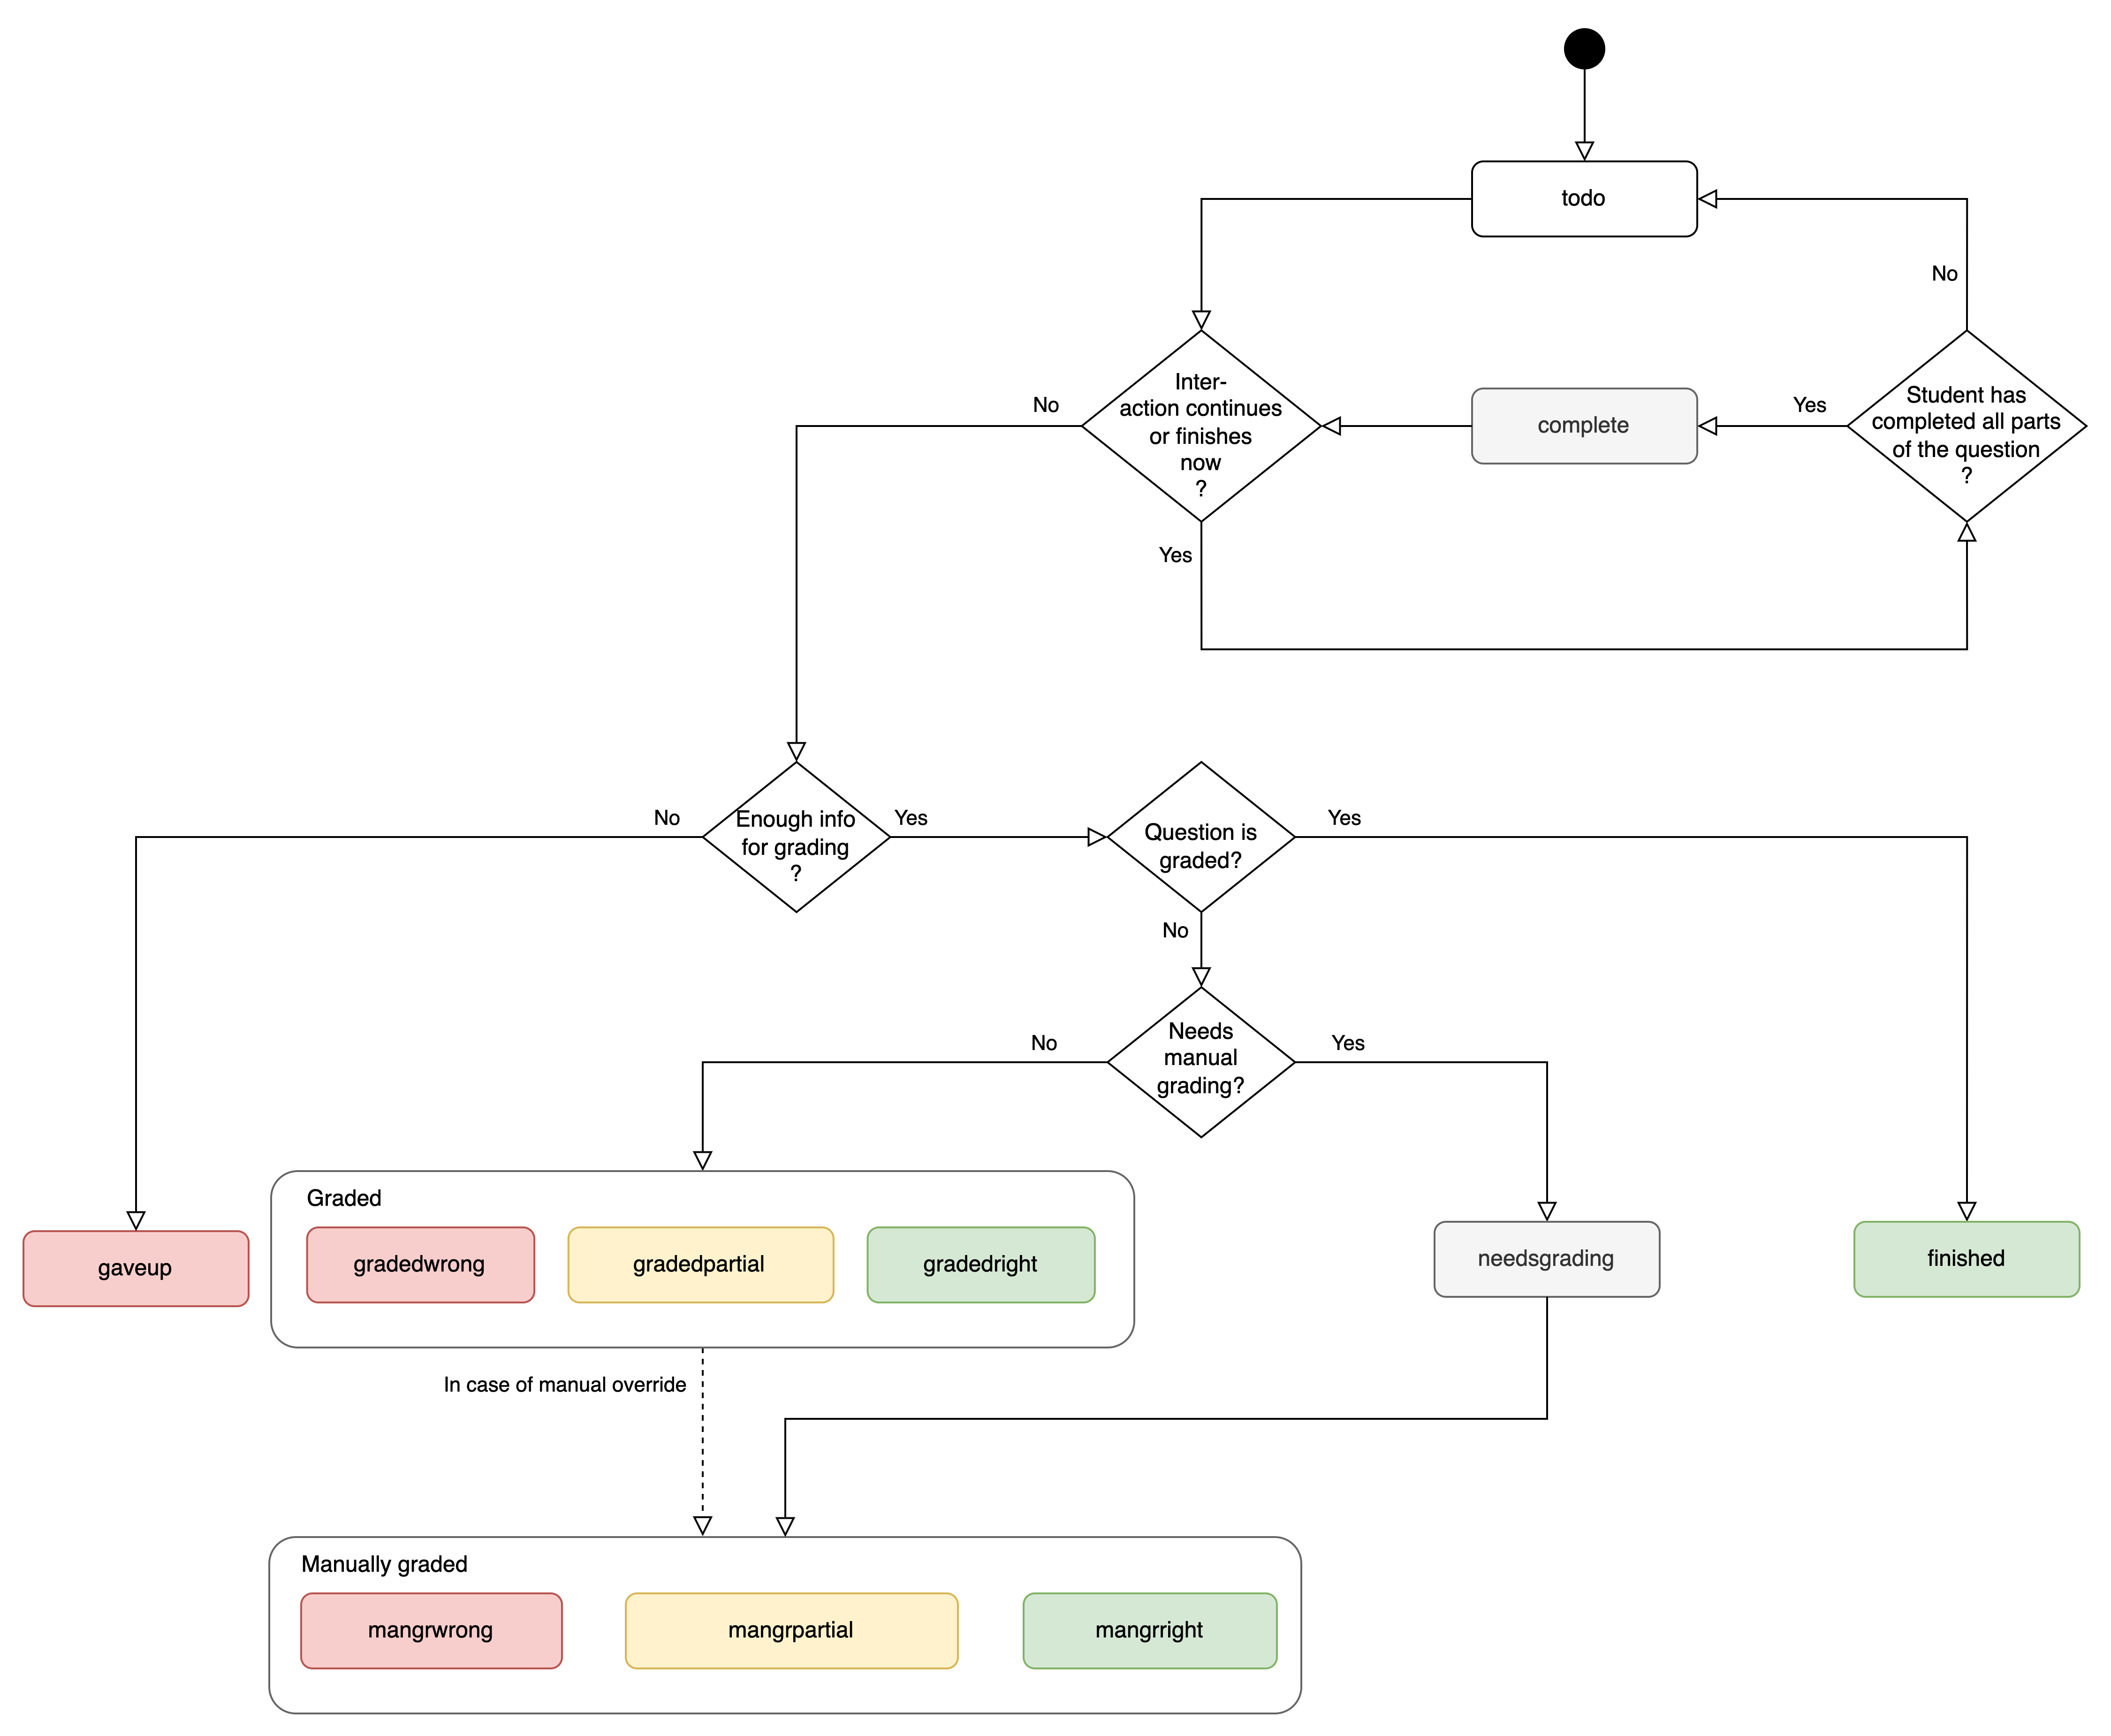 todo
No
Inter-
action continues
or finishes
now
?
No
Yes
complete
Yes
Student has
completed all parts
of the question
?
Enough info
for grading
?
No
Yes
Question is
graded?
Yes
No
Needs
manual
grading?
No
Yes
gaveup
Graded
gradedwrong
gradedpartial
gradedright
needsgrading
finished
In case of manual override
Manually graded
mangrwrong
mangrpartial
mangrright